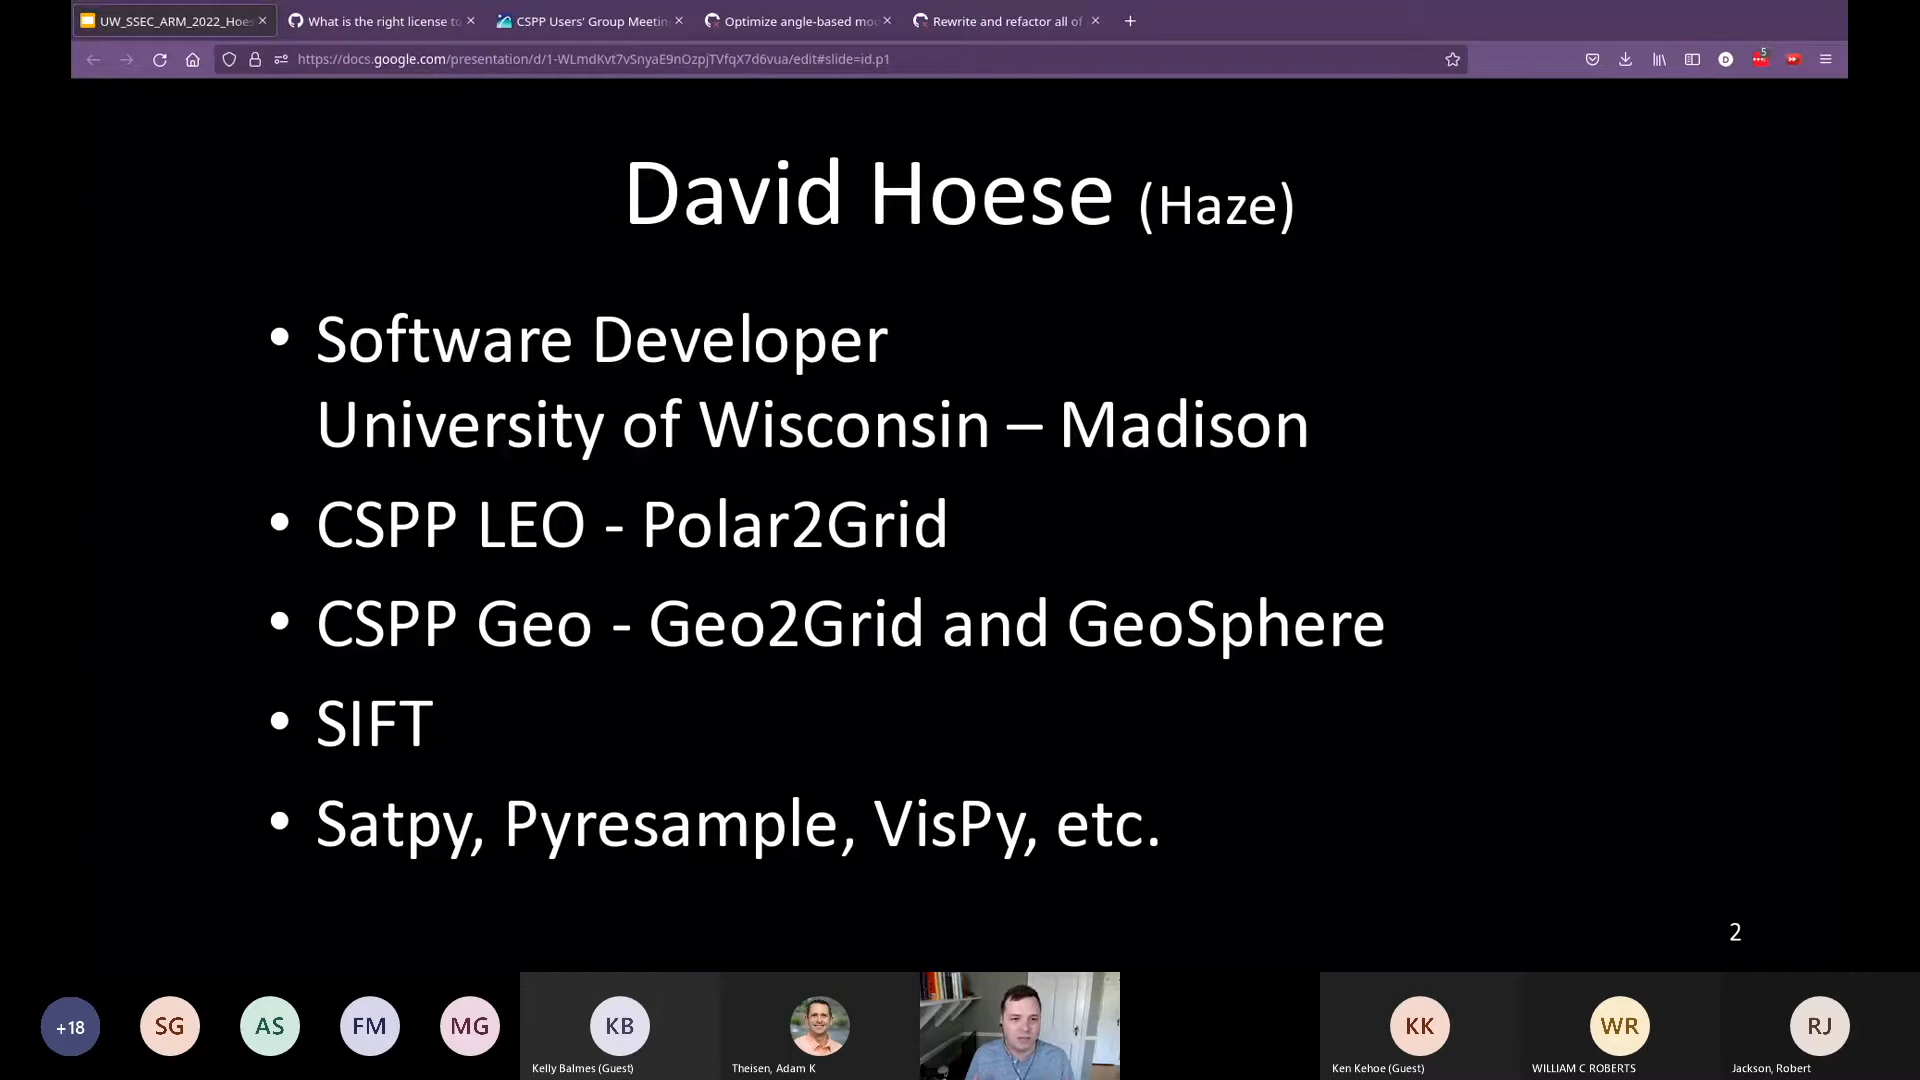 UW_SSEC_ARM_2022_Hoes
What is the right license to
CSPP Users' Group Meetin
Optimize angle-based mo
Rewrite and refactor all of
https://docs.google.com/presentation/d/1-WLmdKvt7vSnyaE9nOzpjTVfqX7d6vua/edit#slide=id.p1
D
5
David Hoese (Haze)
• Software Developer
University of Wisconsin – Madison
• CSPP LEO - Polar2Grid
• CSPP Geo - Geo2Grid and GeoSphere
• SIFT
• Satpy, Pyresample, VisPy, etc.
2
+18
SG
AS
FM
MG
KB
KK
WR
RJ
Kelly Balmes (Guest)
Theisen, Adam K
Ken Kehoe (Guest)
WILLIAM C ROBERTS
Jackson, Robert